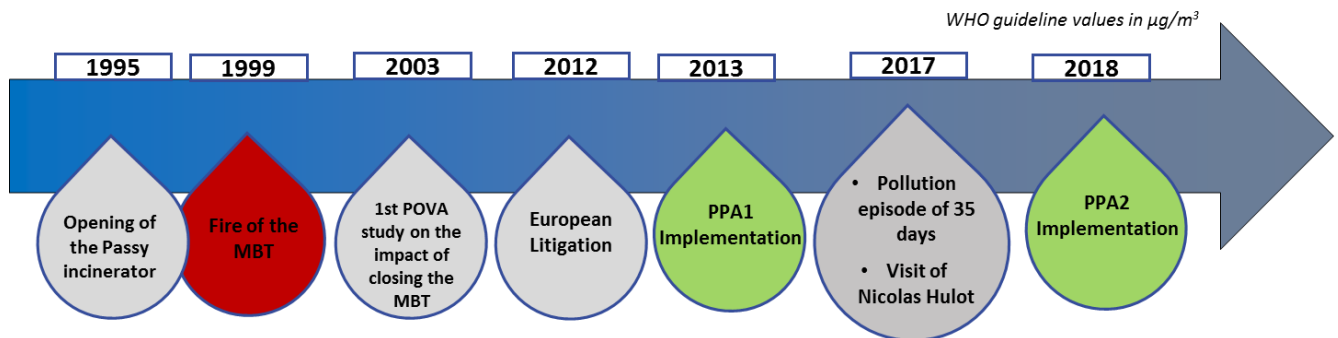 WHO guideline values in µg/m³
1995
1999
2003
2012
2013
2017
2018
Opening of
the Passy
incinerator
Fire of the
MBT
1st POVA
study on the
impact of
closing the
MBT
European
Litigation
PPA1
Implementation
• Pollution
episode of 35
days
• Visit of
Nicolas Hulot
PPA2
Implementation